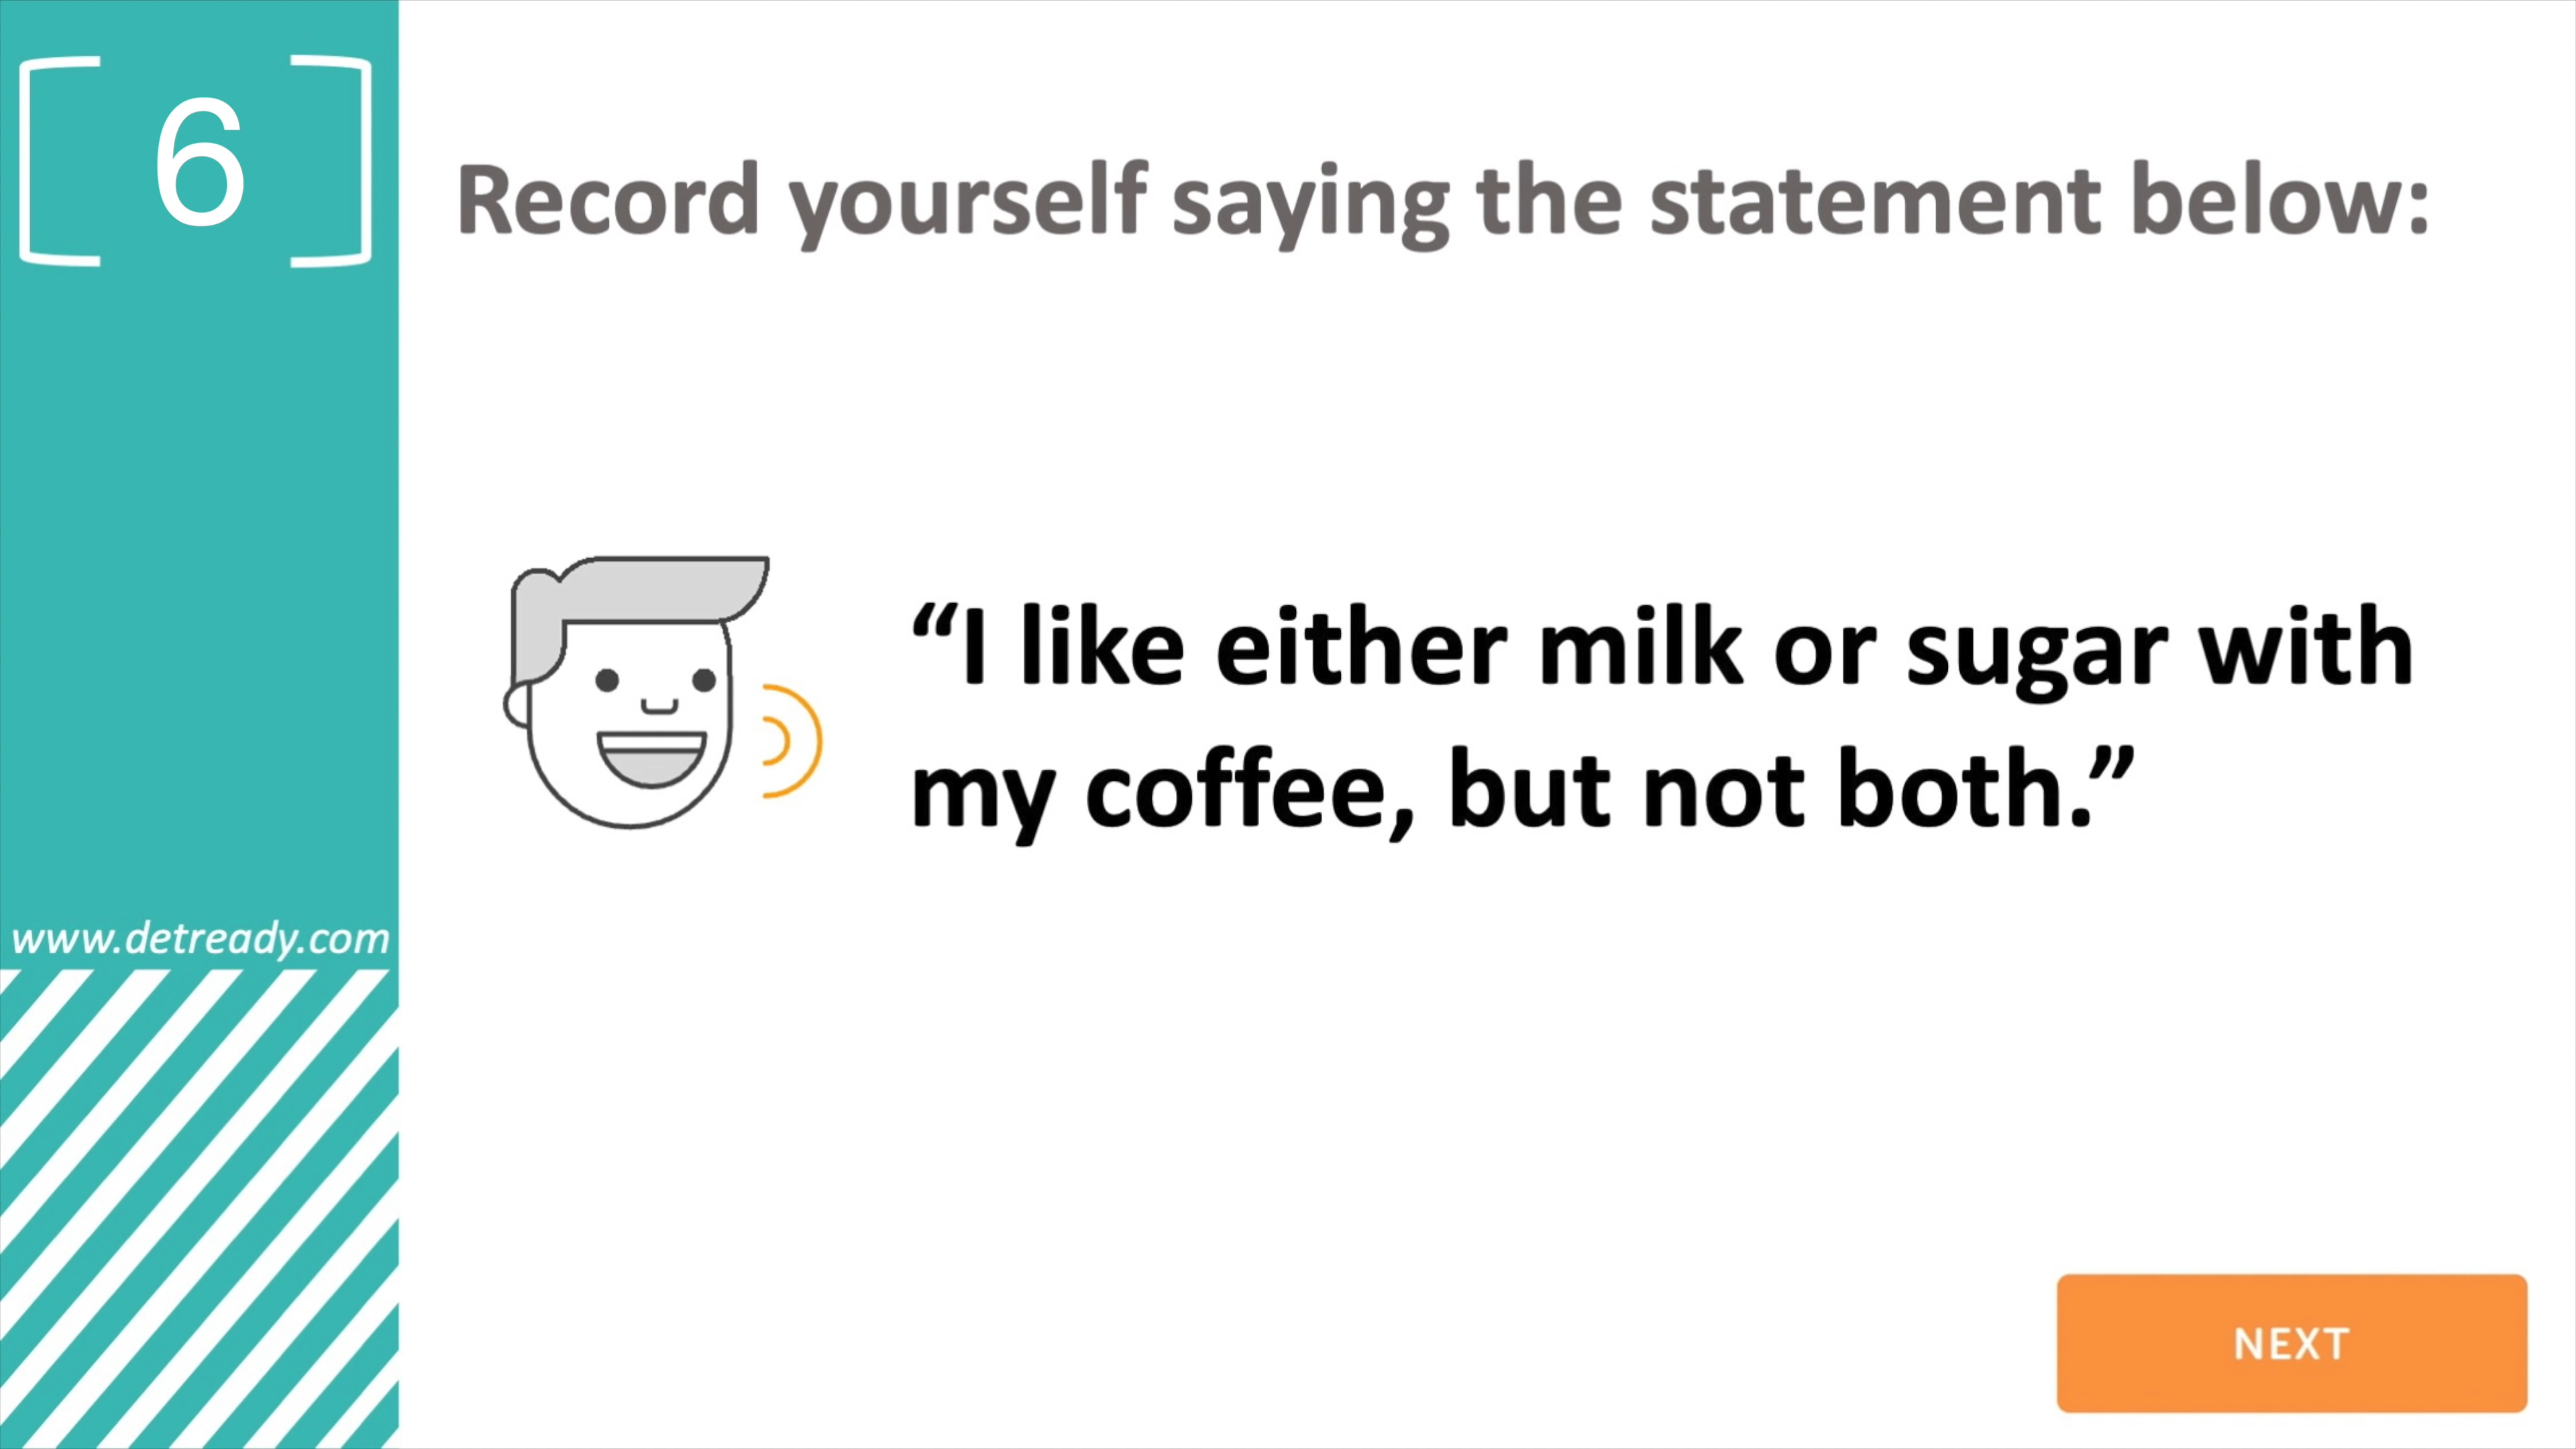 6
Record yourself saying the statement below:
“I like either milk or sugar with
my coffee, but not both.”
www.detready.com
NEXT